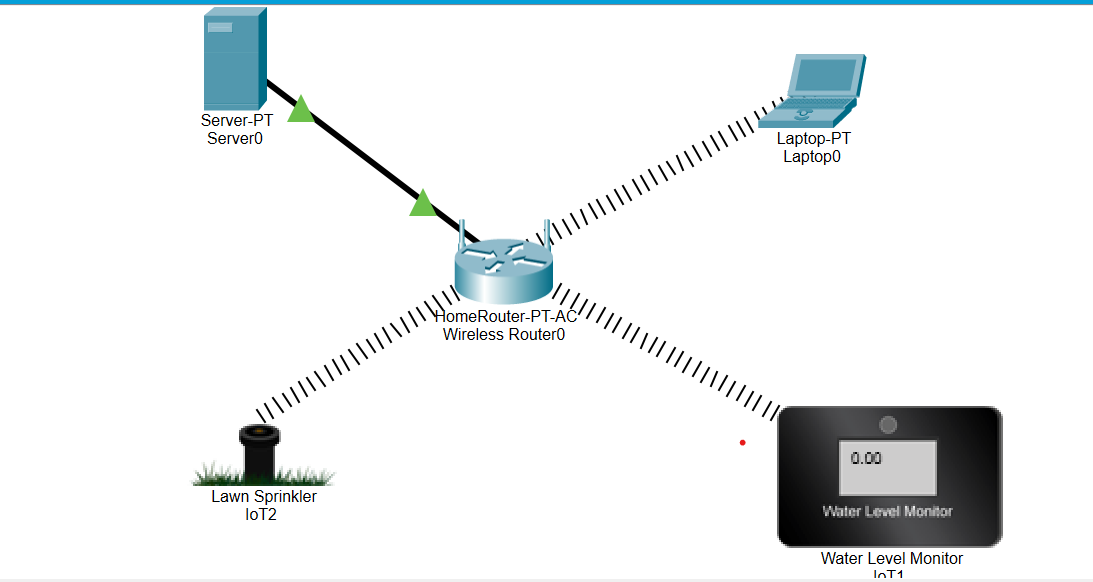 Server-PT
Server0
Laptop-PT
Laptop0
HomeRouter-PT-AC
Wireless Router0
Lawn Sprinkler
IoT2
0.00
Water Level Monitor
Water Level Monitor
IoT1